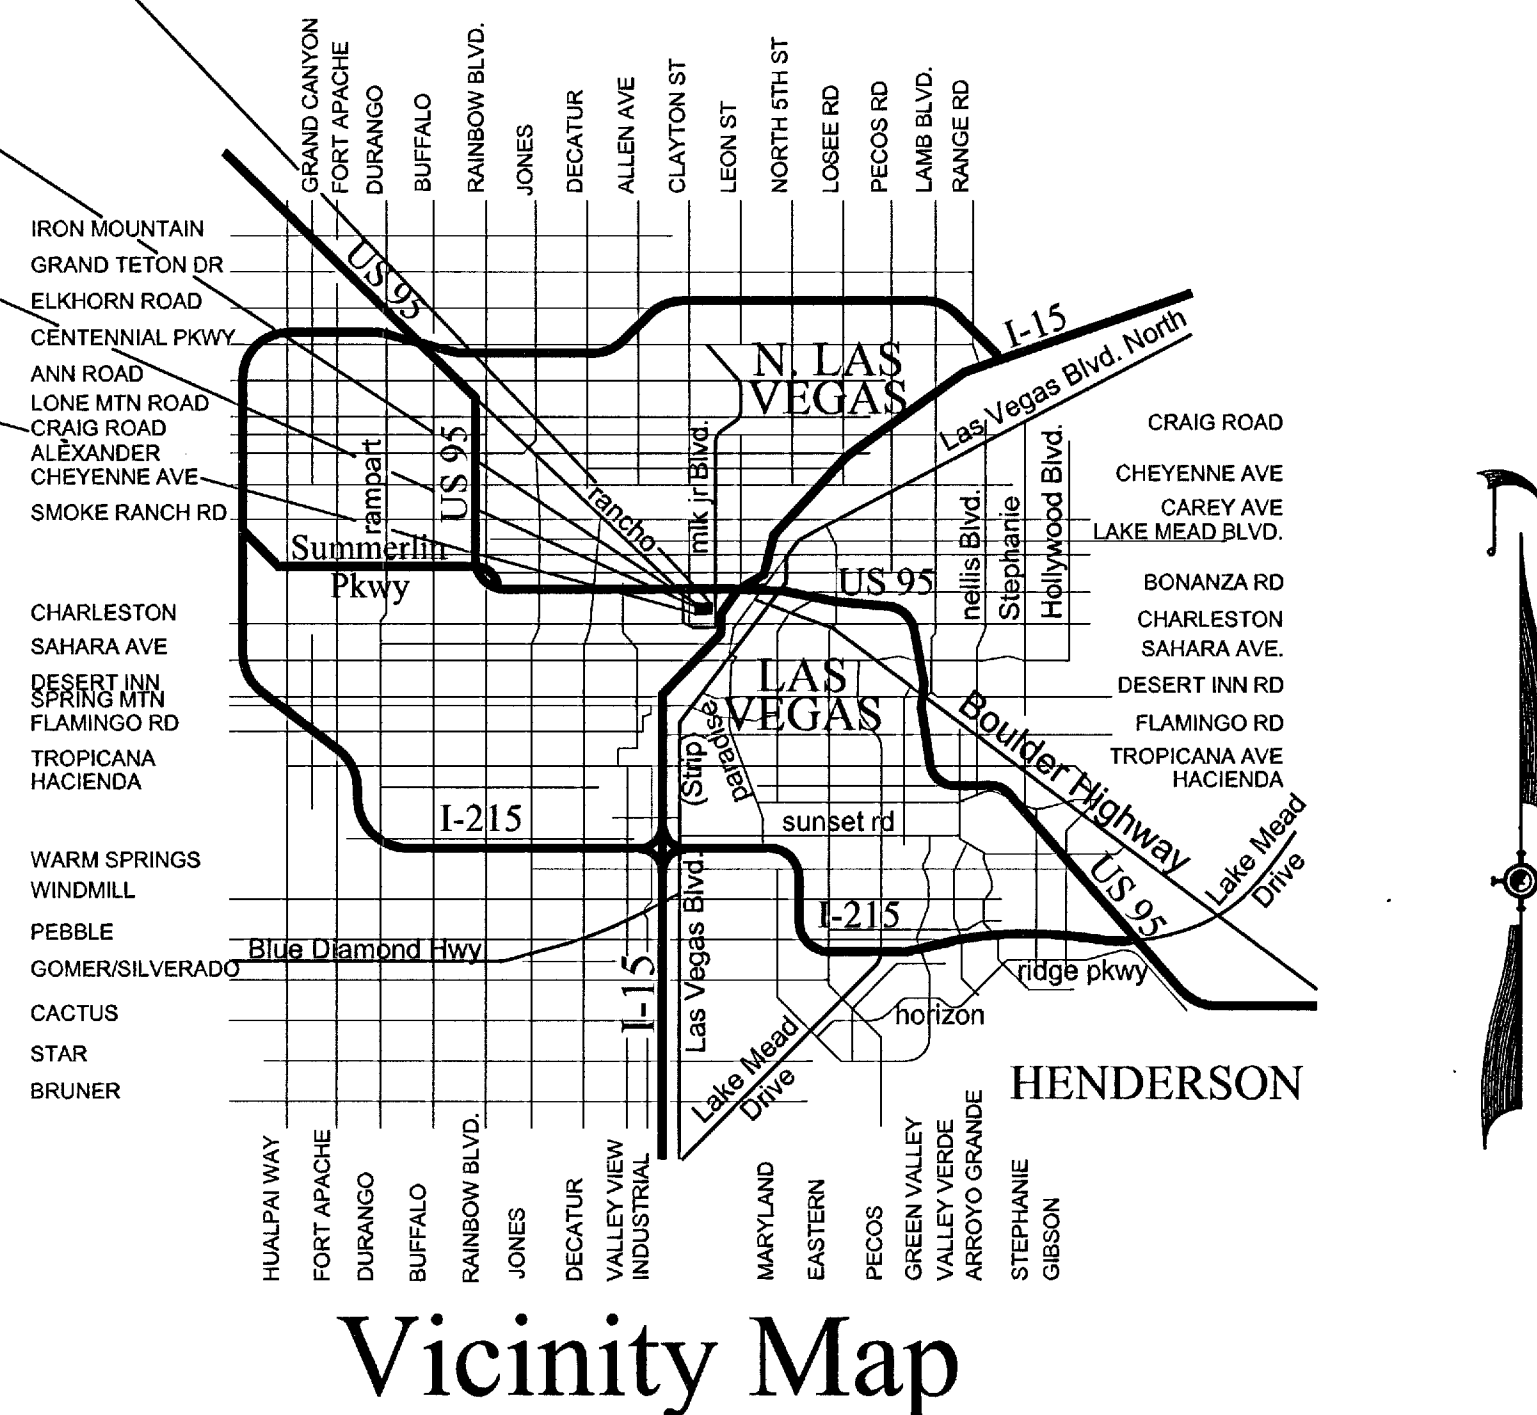 GRAND CANYON
FORT APACHE
DURANGO
BUFFALO
RAINBOW BLVD.
JONES
DECATUR
ALLEN AVE
CLAYTON ST
LEON ST
NORTH 5TH ST
LOSEE RD
PECOS RD
LAMB BLVD.
RANGE RD
IRON MOUNTAIN
GRAND TETON DR
ELKHORN ROAD
CENTENNIAL PKWY
ANN ROAD
LONE MTN ROAD
CRAIG ROAD
ALEXANDER
CHEYENNE AVE
SMOKE RANCH RD
CHARLESTON
SAHARA AVE
DESERT INN
SPRING MTN
FLAMINGO RD
TROPICANA
HACIENDA
WARM SPRINGS
WINDMILL
PEBBLE
GOMER/SILVERADO
CACTUS
STAR
BRUNER
US 95
I-15
Las Vegas Blvd. North
N. LAS
VEGAS
rampart
US 95
rancho
mlk jr Blvd.
Summerlin
Pkwy
US 95
nellis Blvd.
Stephanie
Hollywood Blvd.
LAS
VEGAS
paradise
(Strip)
Boulder Highway
I-215
sunset rd
US 95
Lake Mead
Drive
I-215
Blue Diamond Hwy
I-15
Las Vegas Blvd.
ridge pkwy
horizon
Lake Mead
Drive
HENDERSON
CRAIG ROAD
CHEYENNE AVE
CAREY AVE
LAKE MEAD BLVD.
BONANZA RD
CHARLESTON
SAHARA AVE.
DESERT INN RD
FLAMINGO RD
TROPICANA AVE
HACIENDA
HUALPAI WAY
FORT APACHE
DURANGO
BUFFALO
RAINBOW BLVD.
JONES
DECATUR
VALLEY VIEW
INDUSTRIAL
MARYLAND
EASTERN
PECOS
GREEN VALLEY
VALLEY VERDE
ARROYO GRANDE
STEPHANIE
GIBSON
Vicinity Map